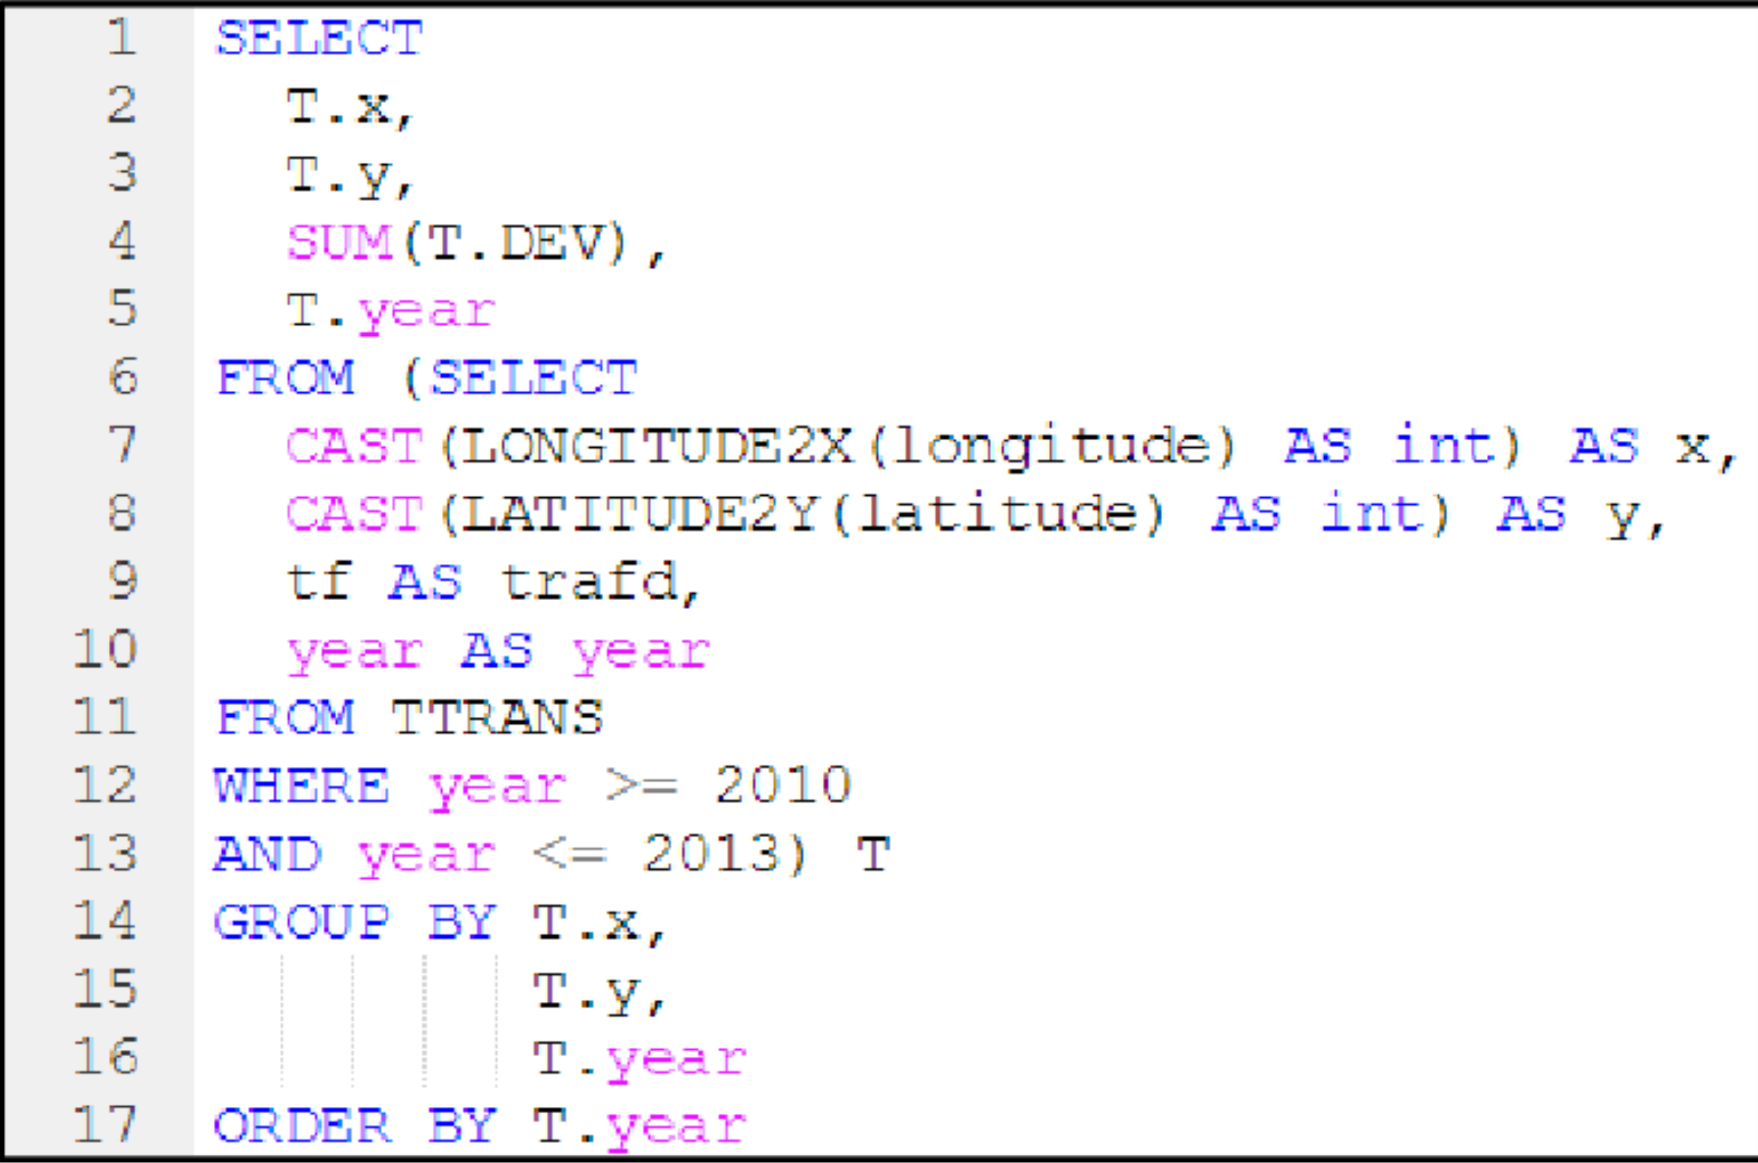 1 SELECT
2 T.x,
3 T.y,
4 SUM(T.DEV),
5 T.year
6 FROM (SELECT
7 CAST(LONGITUDE2X(longitude) AS int) AS x,
8 CAST(LATITUDE2Y(latitude) AS int) AS y,
9 tf AS trafd,
10 year AS year
11 FROM TTRANS
12 WHERE year >= 2010
13 AND year <= 2013) T
14 GROUP BY T.x,
15 T.y,
16 T.year
17 ORDER BY T.year